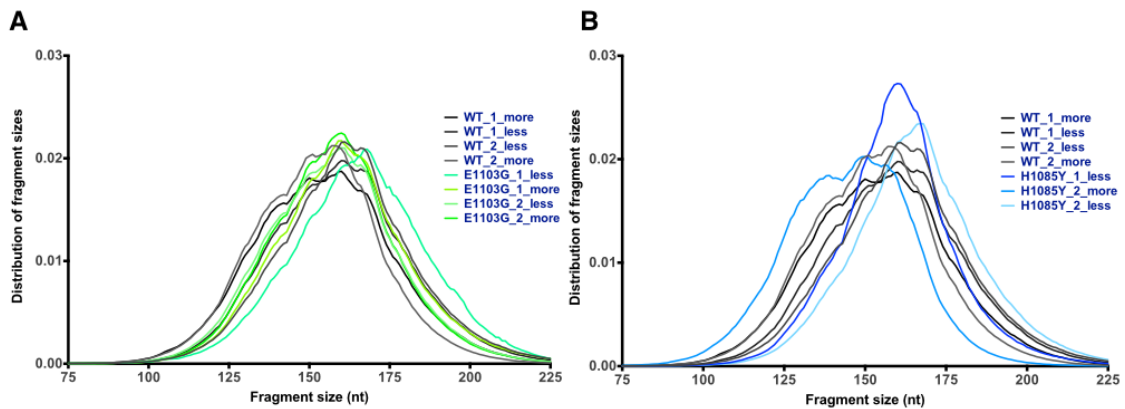 A
Distribution of fragment sizes
0.03
0.02
0.01
0.00
75
100
125
150
175
200
225
Fragment size (nt)
WT_1_more
WT_1_less
WT_2_less
WT_2_more
E1103G_1_less
E1103G_1_more
E1103G_2_less
E1103G_2_more
B
Distribution of fragment sizes
0.03
0.02
0.01
0.00
75
100
125
150
175
200
225
Fragment size (nt)
WT_1_more
WT_1_less
WT_2_less
WT_2_more
H1085Y_1_less
H1085Y_2_more
H1085Y_2_less